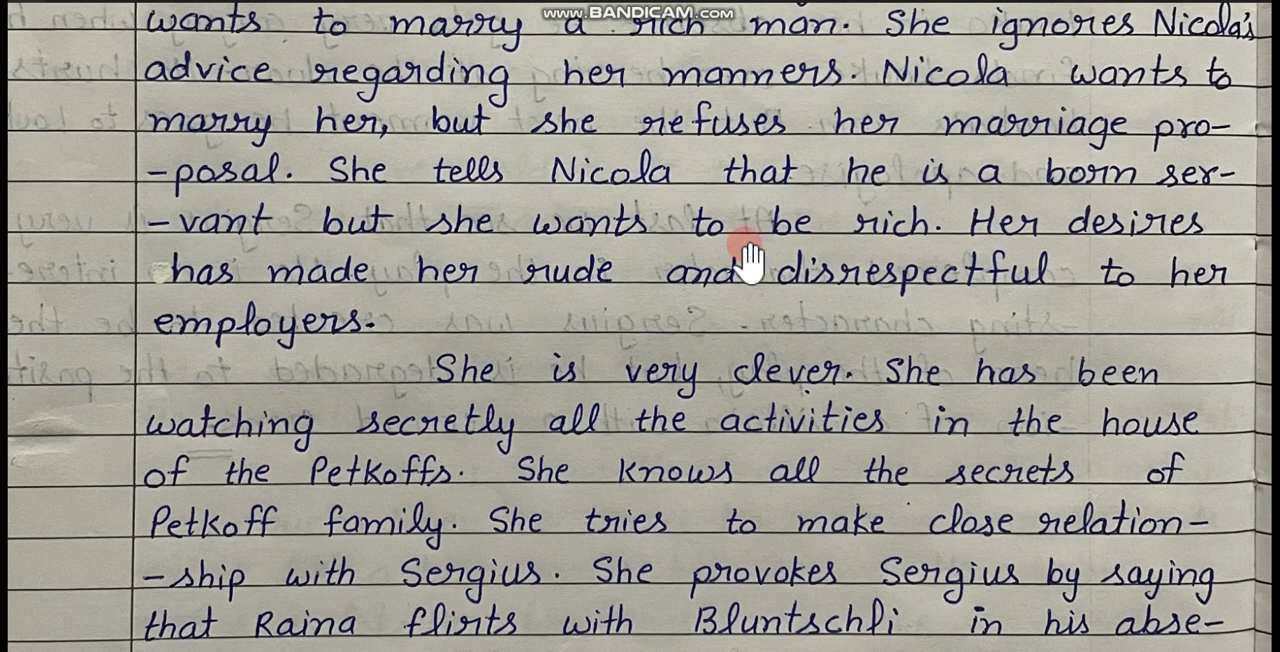 www.BANDICAM.com
wants to marry a rich man. She ignores Nicola's
advice regarding her manners. Nicola wants to
marry her, but she refuses her marriage pro-
-posal. She tells Nicola that he is a born ser-
-vant but she wants to be rich. Her desires
has made her rude and disrespectful to her
employers.
She is very clever. She has been
watching secretly all the activities in the house
of the Petkoffs. She knows all the secrets of
Petkoff family. She tries to make close relation-
-ship with Sergius. She provokes Sergius by saying
that Raina flirts with Bluntschli in his abse-